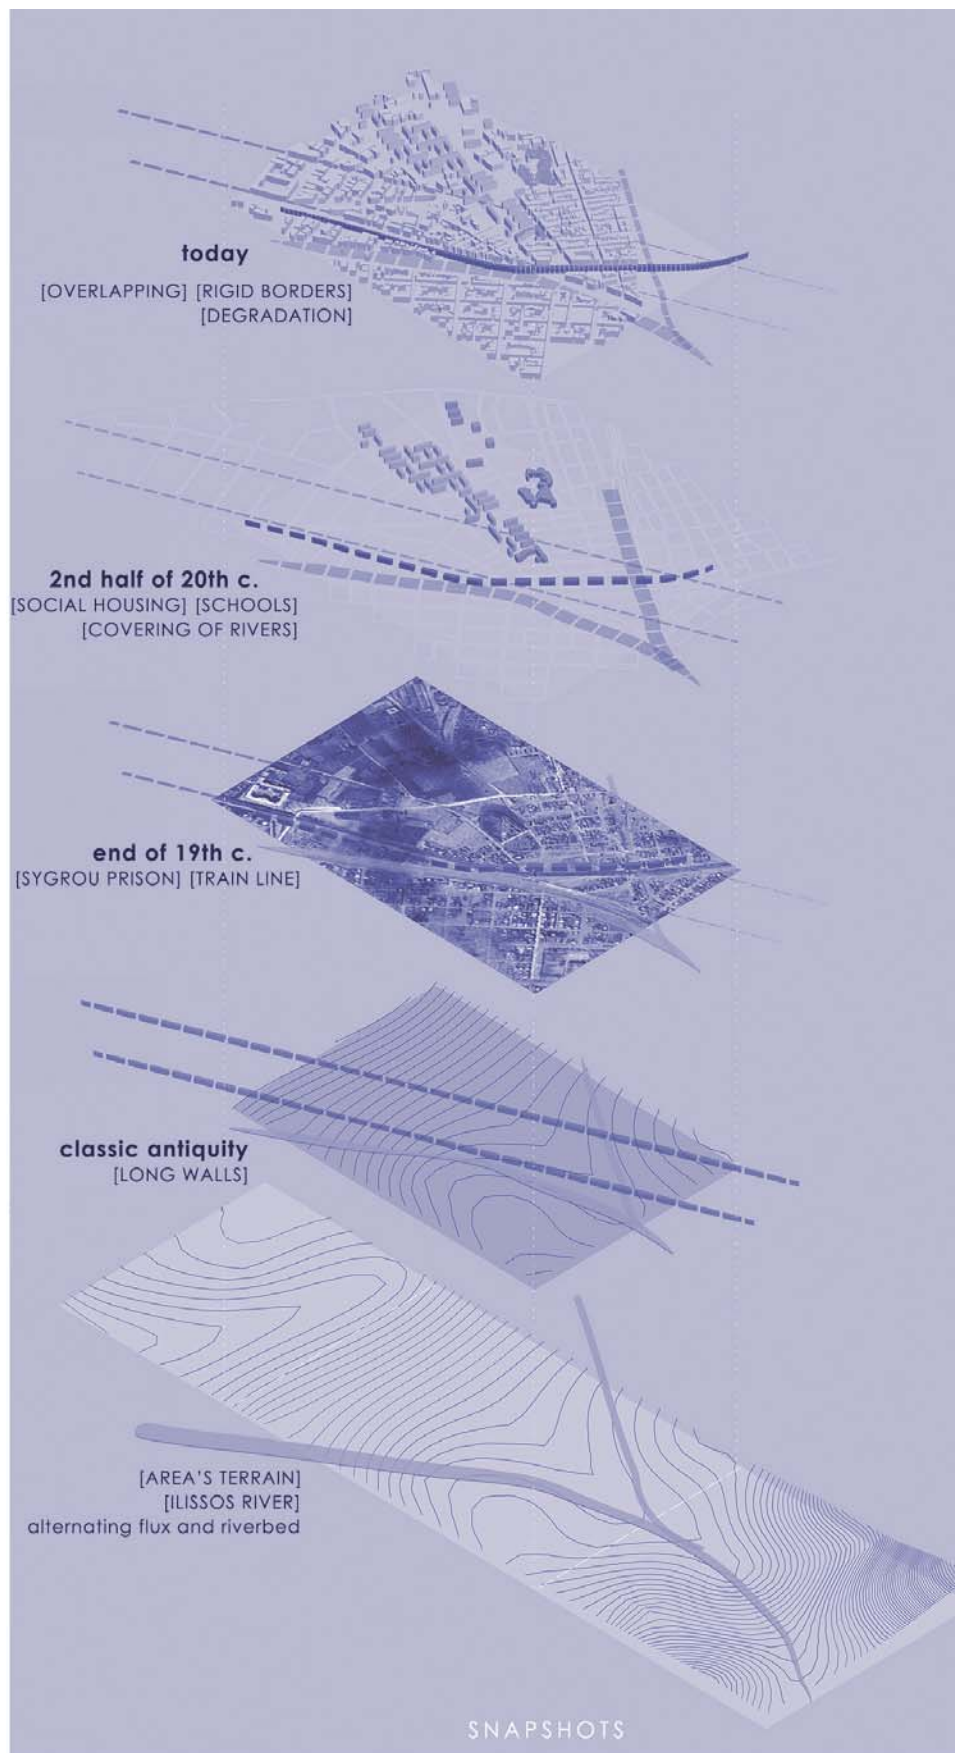 today
[OVERLAPPING] [RIGID BORDERS]
[DEGRADATION]
2nd half of 20th c.
[SOCIAL HOUSING] [SCHOOLS]
[COVERING OF RIVERS]
end of 19th c.
[SYGROU PRISON] [TRAIN LINE]
classic antiquity
[LONG WALLS]
[AREA'S TERRAIN]
[ILISSOS RIVER]
alternating flux and riverbed
SNAPSHOTS